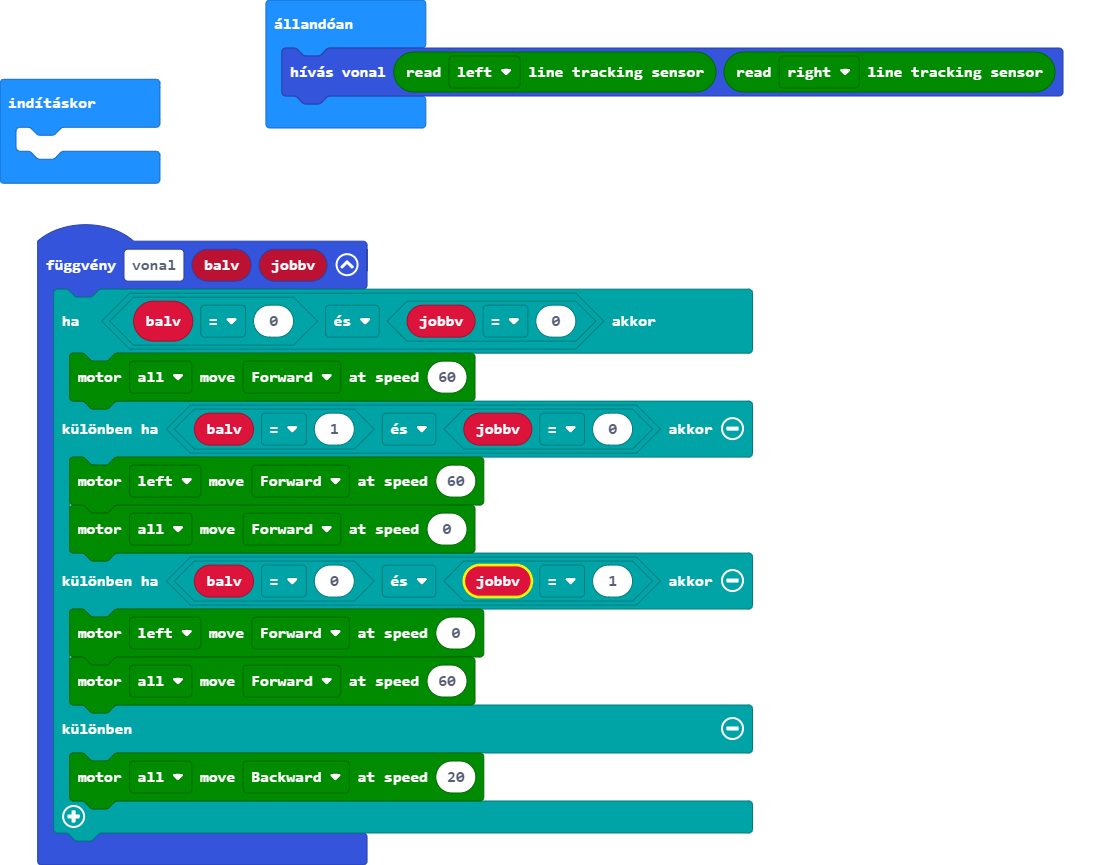 állandóan
hívás vonal read left line tracking sensor read right line tracking sensor
indításkor
függvény vonal balv jobbv
ha balv = 0 és jobbv = 0 akkor
motor all move Forward at speed 60
különben ha balv = 1 és jobbv = 0 akkor
motor left move Forward at speed 60
motor all move Forward at speed 0
különben ha balv = 0 és jobbv = 1 akkor
motor left move Forward at speed 0
motor all move Forward at speed 60
különben
motor all move Backward at speed 20